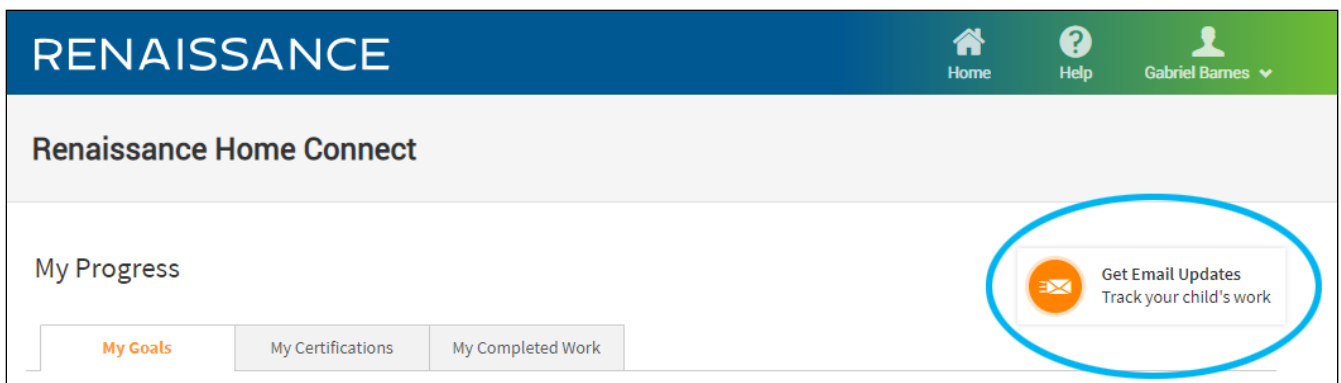 RENAISSANCE
Home
Help
Gabriel Barnes
Renaissance Home Connect
My Progress
Get Email Updates
Track your child's work
My Goals
My Certifications
My Completed Work